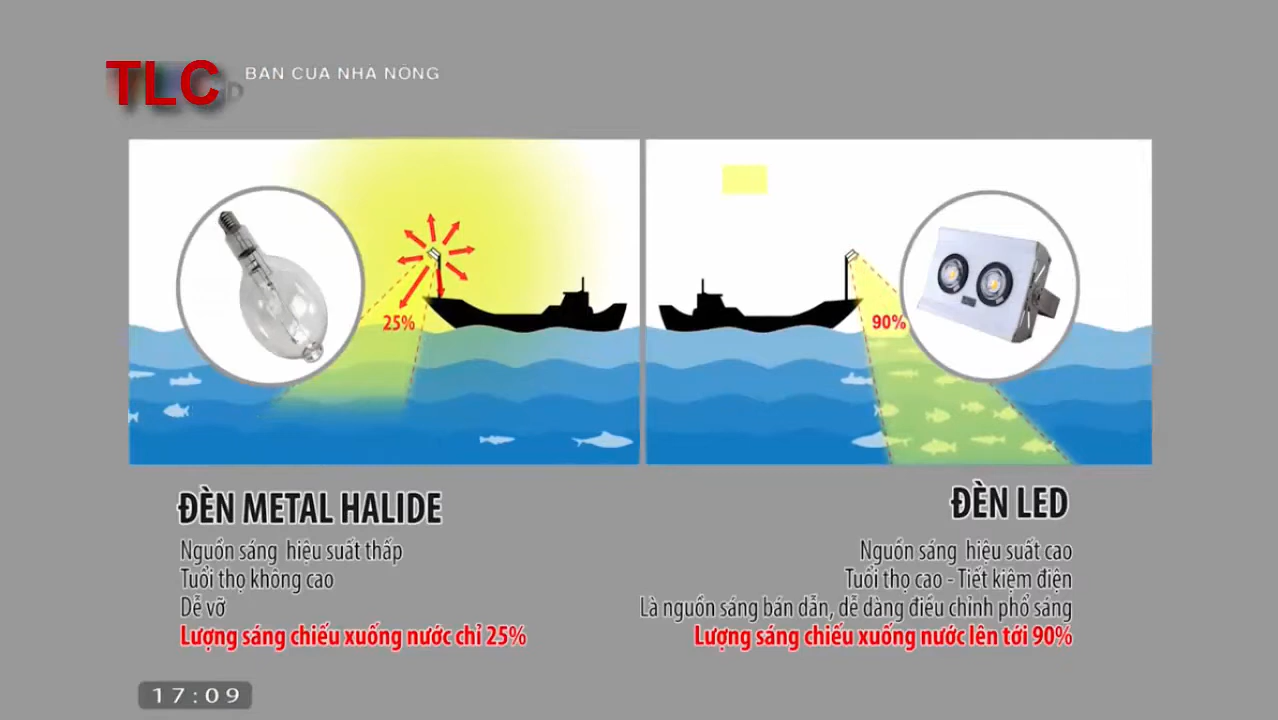 TLC
BAN CUA NHÀ NÔNG
25%
90%
ĐÈN METAL HALIDE
Nguồn sáng hiệu suất thấp
Tuổi thọ không cao
Dễ vỡ
Lượng sáng chiếu xuống nước chỉ 25%
ĐÈN LED
Nguồn sáng hiệu suất cao
Tuổi thọ cao - Tiết kiệm điện
Là nguồn sáng bán dẫn, dễ dàng điều chỉnh phổ sáng
Lượng sáng chiếu xuống nước lên tới 90%
17:09